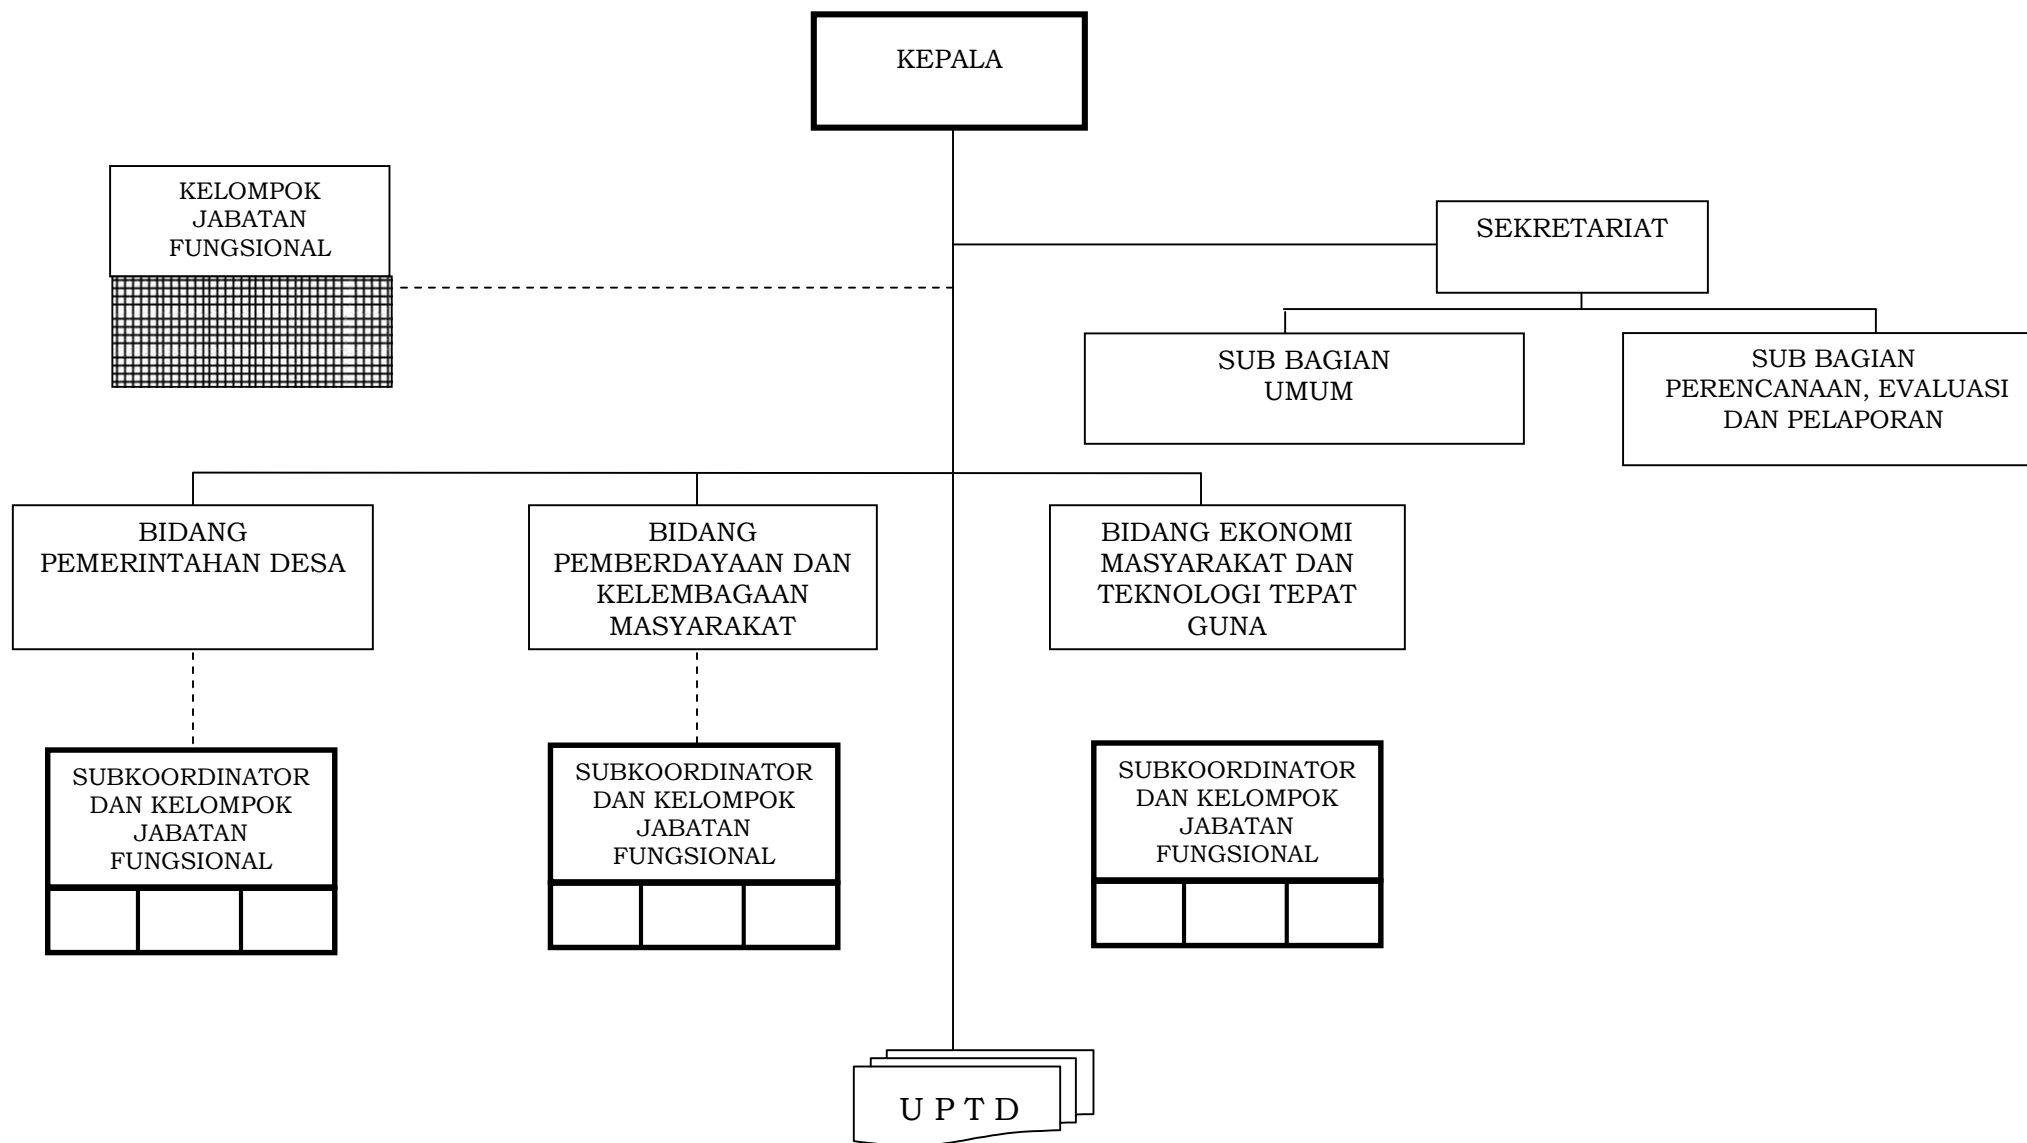 KEPALA
KELOMPOK
JABATAN
FUNGSIONAL
SEKRETARIAT
SUB BAGIAN
UMUM
SUB BAGIAN
PERENCANAAN, EVALUASI
DAN PELAPORAN
BIDANG
PEMERINTAHAN DESA
BIDANG
PEMBERDAYAAN DAN
KELEMBAGAAN
MASYARAKAT
BIDANG EKONOMI
MASYARAKAT DAN
TEKNOLOGI TEPAT
GUNA
SUBKOORDINATOR
DAN KELOMPOK
JABATAN
FUNGSIONAL
SUBKOORDINATOR
DAN KELOMPOK
JABATAN
FUNGSIONAL
SUBKOORDINATOR
DAN KELOMPOK
JABATAN
FUNGSIONAL
U P T D